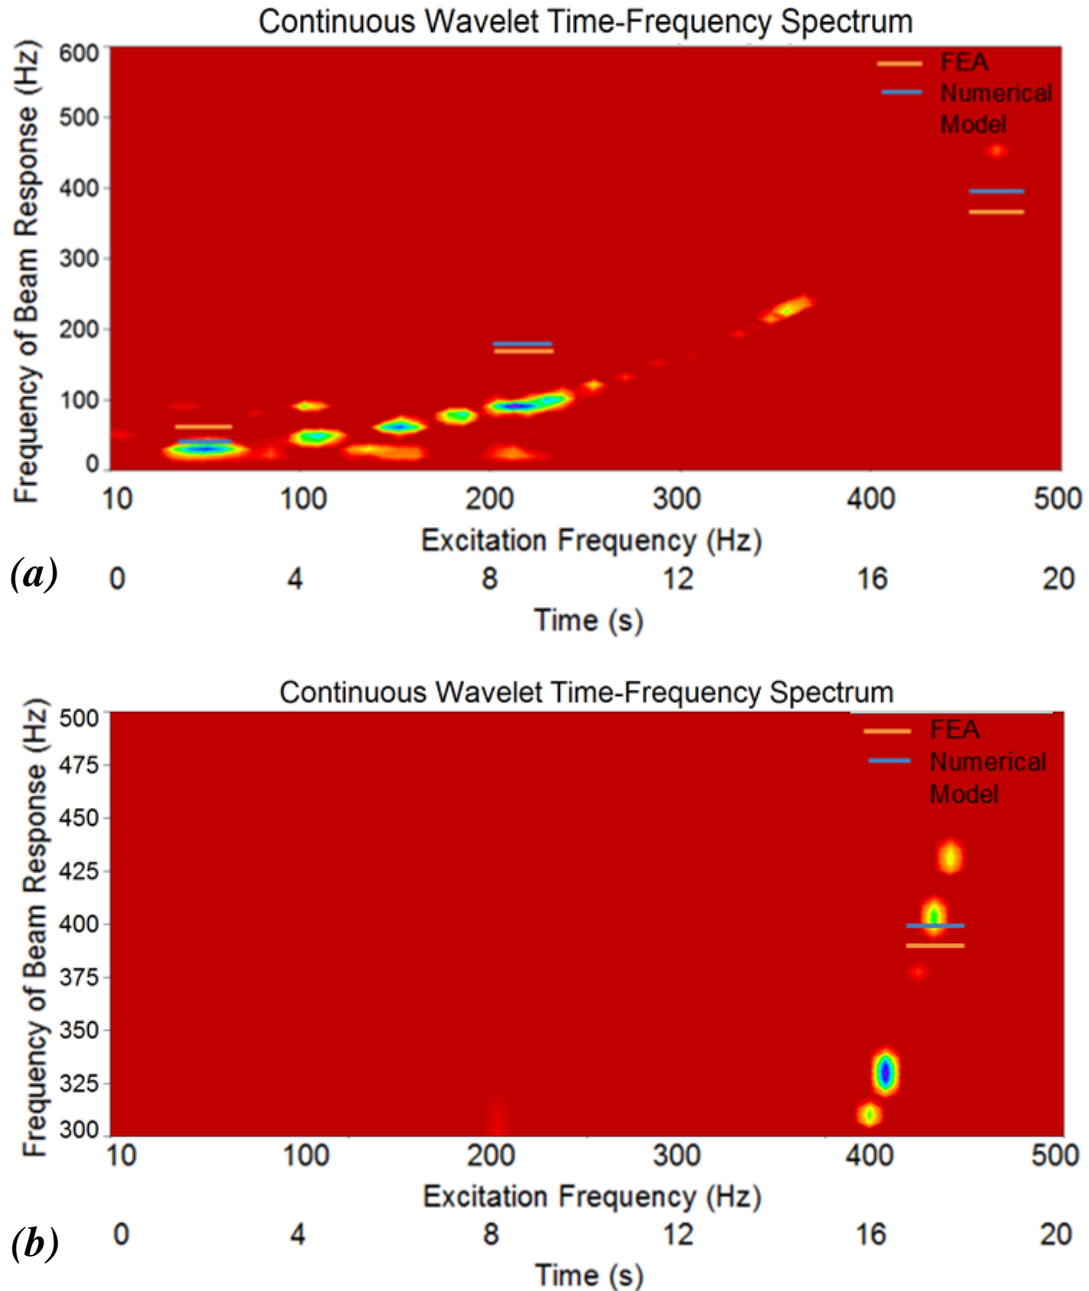 Continuous Wavelet Time-Frequency Spectrum
Frequency of Beam Response (Hz)
600
500
400
300
200
100
0
FEA
Numerical
Model
10 100 200 300 400 500
Excitation Frequency (Hz)
(a)
0 4 8 12 16 20
Time (s)
Continuous Wavelet Time-Frequency Spectrum
Frequency of Beam Response (Hz)
500
475
450
425
400
375
350
325
300
FEA
Numerical
Model
10 100 200 300 400 500
Excitation Frequency (Hz)
(b)
0 4 8 12 16 20
Time (s)